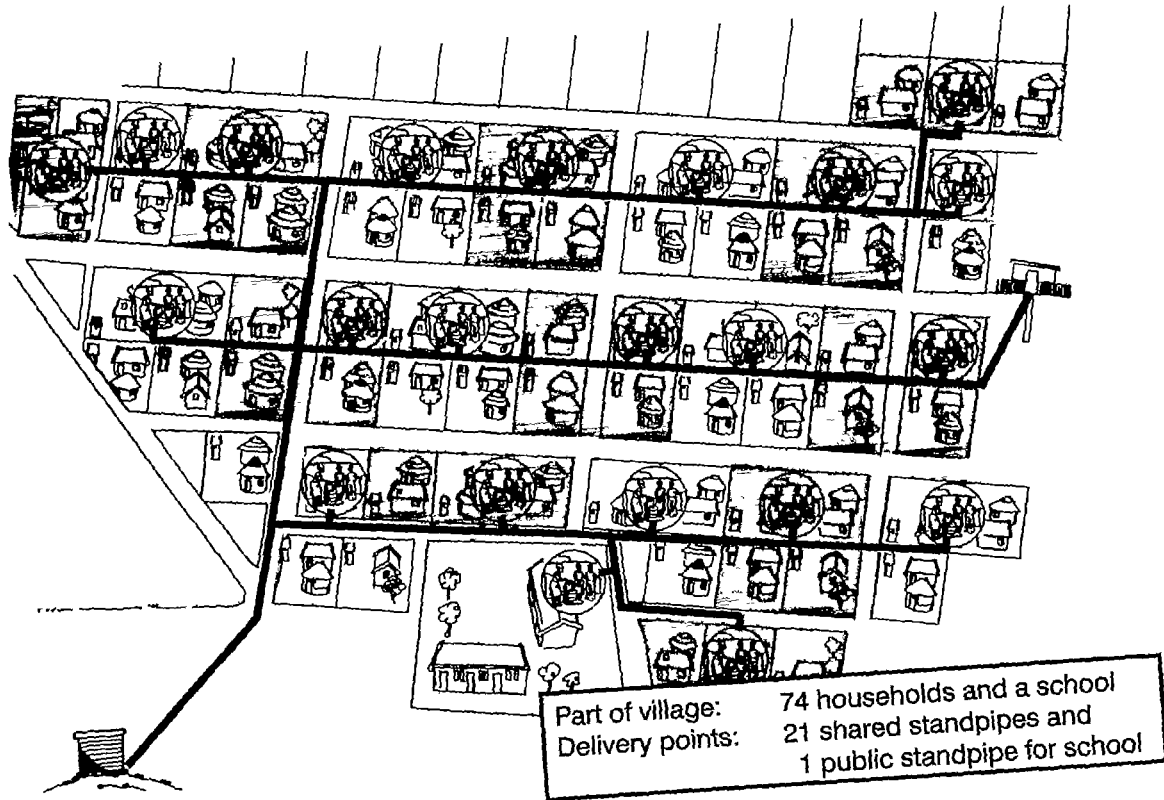 Part of village: 74 households and a school
Delivery points: 21 shared standpipes and
1 public standpipe for school